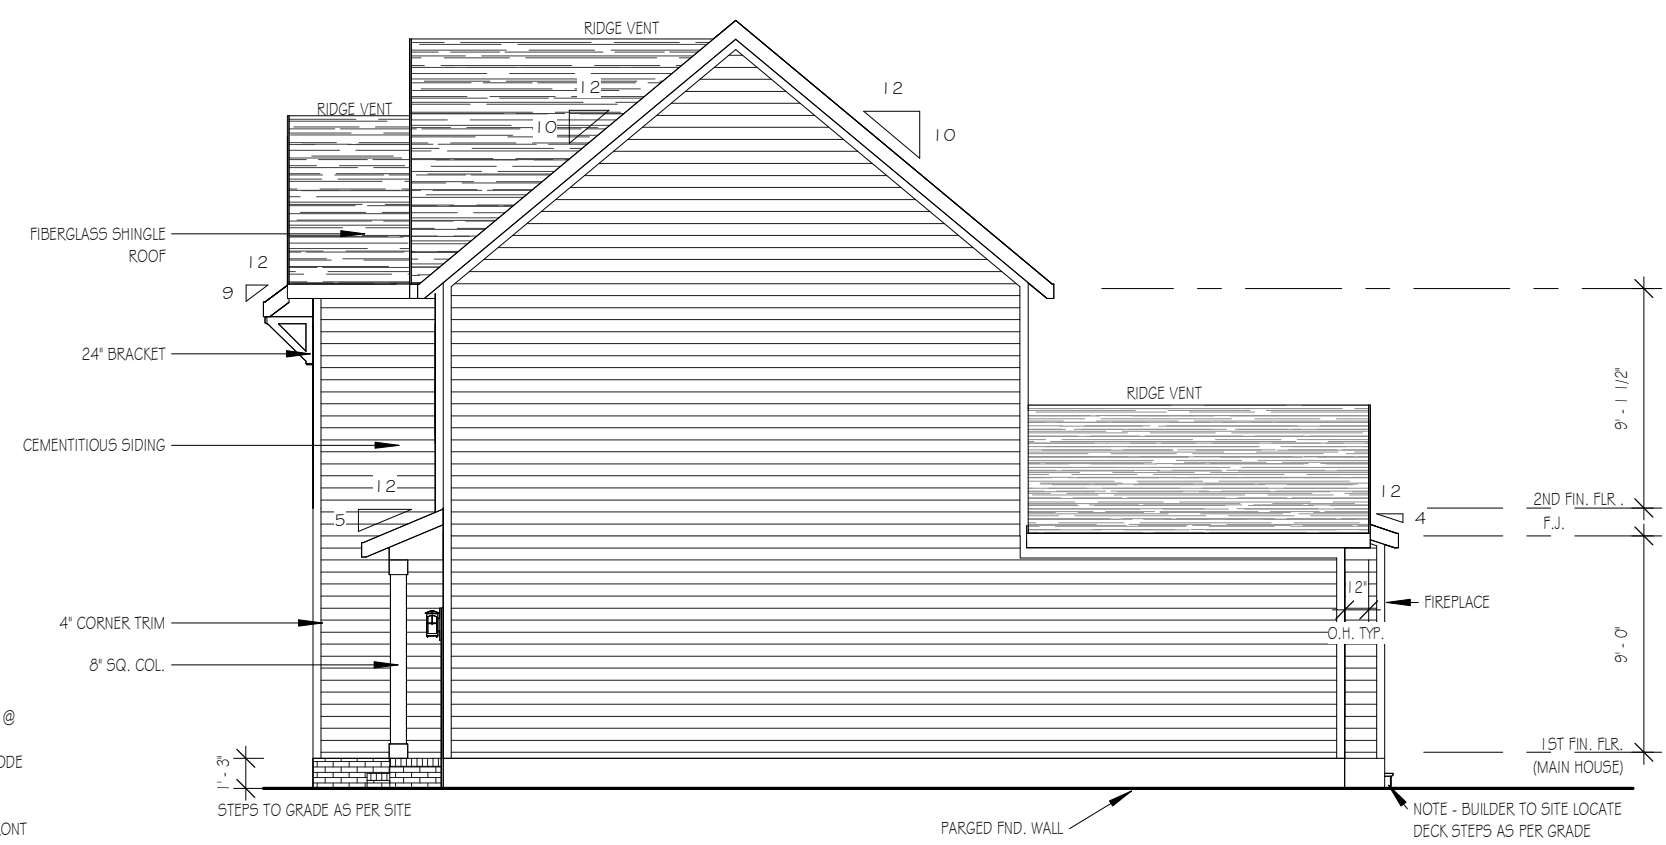 RIDGE VENT
12
12
10
10
RIDGE VENT
FIBERGLASS SHINGLE
ROOF
12
9
24" BRACKET
9' - 1 1/2"
RIDGE VENT
CEMENTITIOUS SIDING
12
5
12
4
2ND FIN. FLR.
F.J.
12"
FIREPLACE
4" CORNER TRIM
O.H. TYP.
9' - 0"
8" SQ. COL.
@
ODE
1' - 3"
1ST FIN. FLR.
(MAIN HOUSE)
STEPS TO GRADE AS PER SITE
RONT
PARGED FND. WALL
NOTE - BUILDER TO SITE LOCATE
DECK STEPS AS PER GRADE